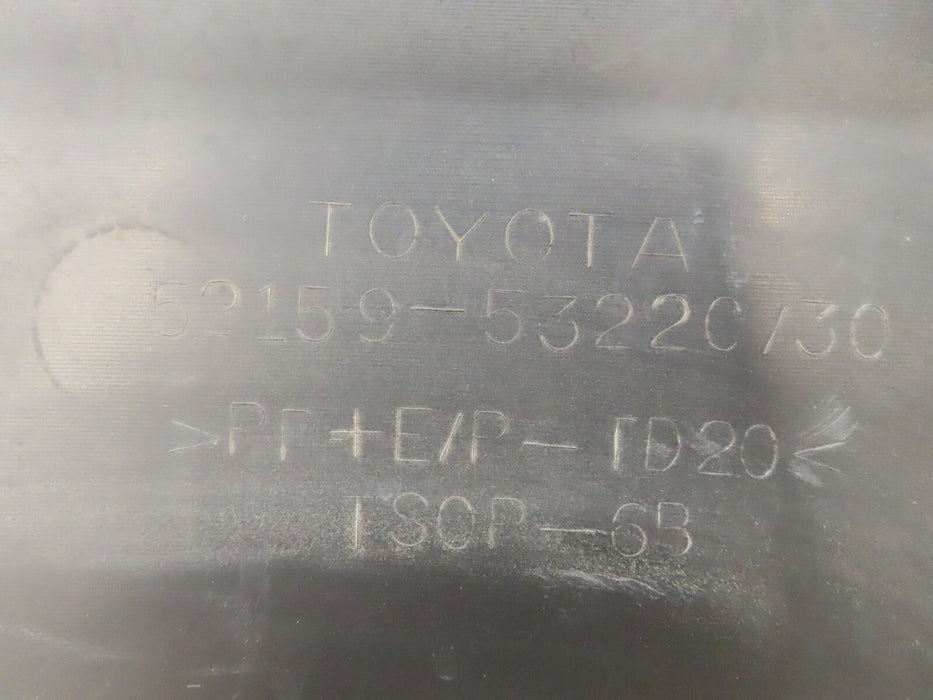 TOYOTA
52159-53220/30
>PP+E/P-TD20<
TSOP-6B